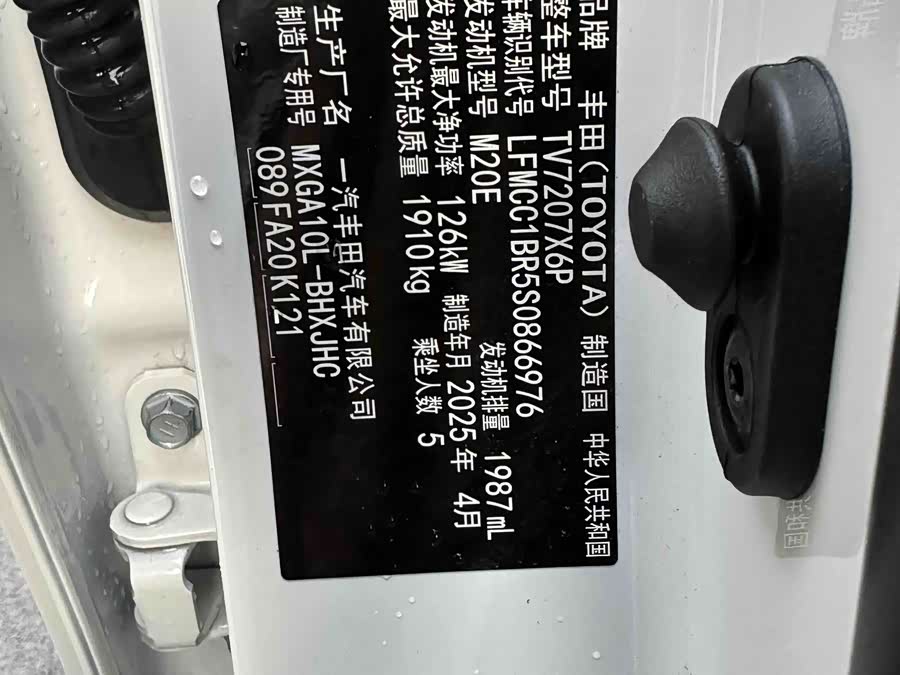 品牌 丰田(TOYOTA) 制造国 中华人民共和国
整车型号 TV7207X6P
车辆识别代号 LFMCC1BR5S0866976
发动机型号 M20E 发动机排量 1987mL
发动机最大净功率 126kW 制造年月 2025年 4月
最大允许总质量 1910kg 乘坐人数 5
生产厂名 一汽丰田汽车有限公司
制造厂专用号 MXGA10L-BHXJHC
089FA20K121